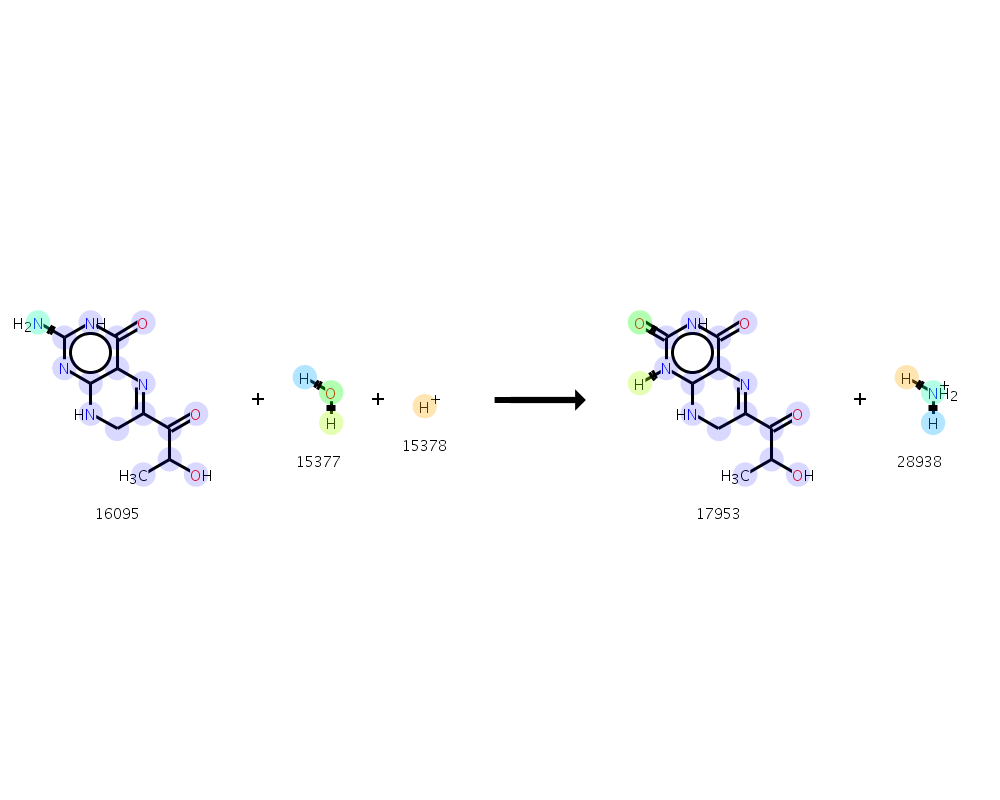 H₂N NH O
N N
HN O
H₃C OH
16095
+
H O
H
15377
+
H⁺
15378
O NH O
H N N
HN O
H₃C OH
17953
+
H NH₂⁺
H
28938